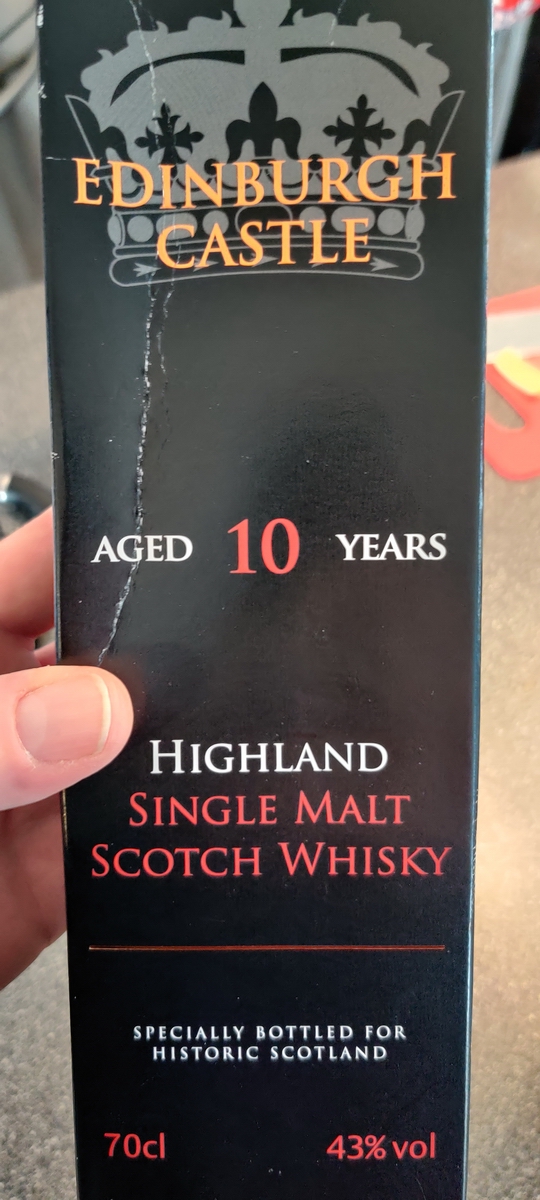 EDINBURGH
CASTLE
AGED 10 YEARS
HIGHLAND
SINGLE MALT
SCOTCH WHISKY
SPECIALLY BOTTLED FOR
HISTORIC SCOTLAND
70cl 43% vol